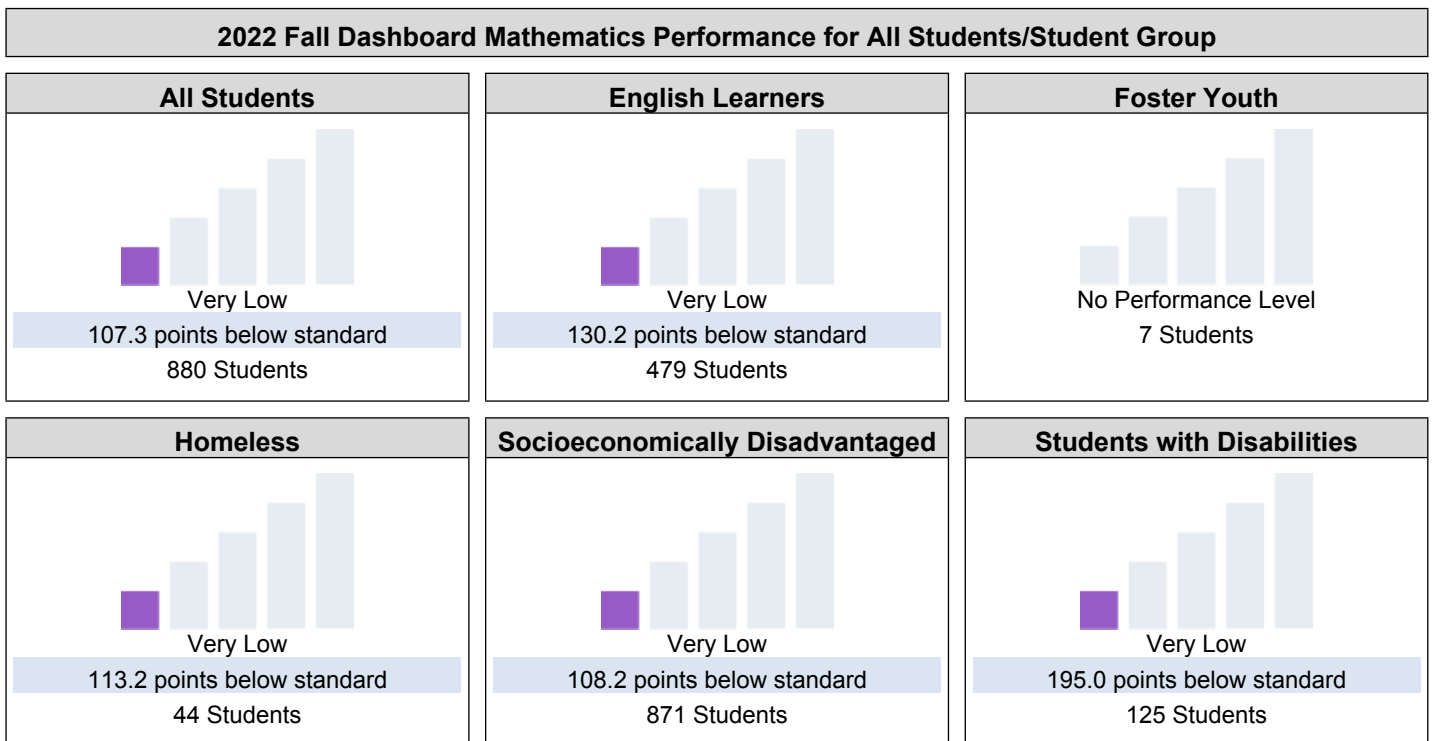 2022 Fall Dashboard Mathematics Performance for All Students/Student Group
All Students
Very Low
107.3 points below standard
880 Students
English Learners
Very Low
130.2 points below standard
479 Students
Foster Youth
No Performance Level
7 Students
Homeless
Very Low
113.2 points below standard
44 Students
Socioeconomically Disadvantaged
Very Low
108.2 points below standard
871 Students
Students with Disabilities
Very Low
195.0 points below standard
125 Students